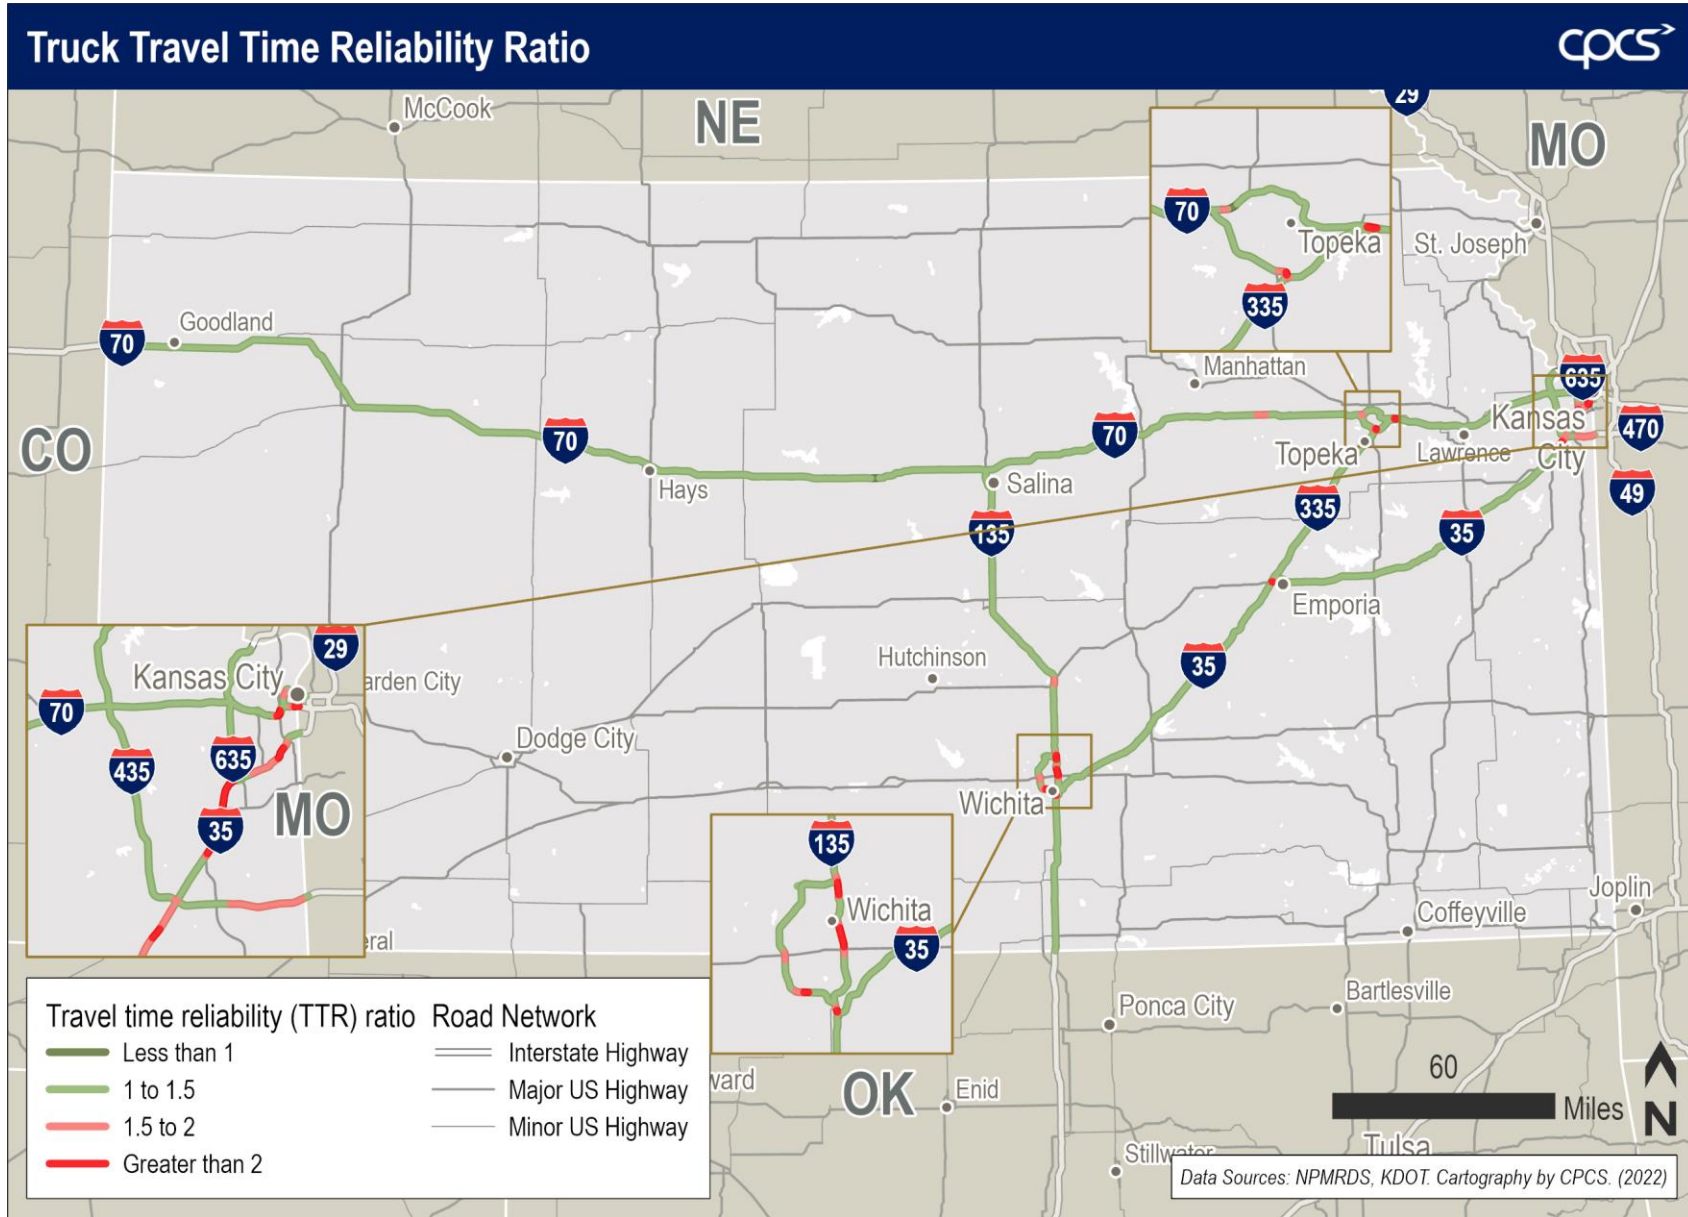 Truck Travel Time Reliability Ratio
cpcs
McCook
NE
29
MO
70
Topeka
335
St. Joseph
Goodland
70
Manhattan
635
CO
70
Hays
Salina
70
Topeka
Lawrence
Kansas
City
470
49
135
335
35
Emporia
29
Kansas City
70
435
635
MO
35
arden City
Hutchinson
35
Dodge City
Wichita
135
Wichita
35
Joplin
Coffeyville
eral
Ponca City
Bartlesville
ward
OK
Enid
Stillwater
Tulsa
60
Miles
N
Travel time reliability (TTR) ratio
Less than 1
1 to 1.5
1.5 to 2
Greater than 2
Road Network
Interstate Highway
Major US Highway
Minor US Highway
Data Sources: NPMRDS, KDOT. Cartography by CPCS. (2022)